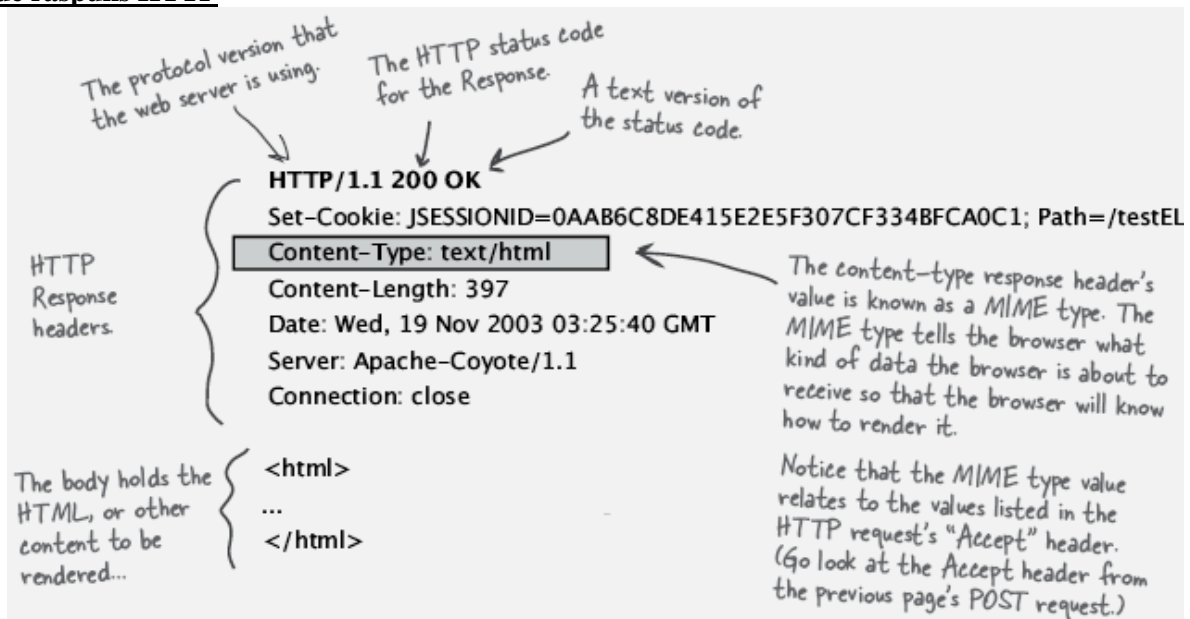 The protocol version that
the web server is using.
The HTTP status code
for the Response.
A text version of
the status code.
HTTP/1.1 200 OK
Set-Cookie: JSESSIONID=0AAB6C8DE415E2E5F307CF334BFCA0C1; Path=/testEL
Content-Type: text/html
Content-Length: 397
Date: Wed, 19 Nov 2003 03:25:40 GMT
Server: Apache-Coyote/1.1
Connection: close
HTTP
Response
headers.
The content-type response header's
value is known as a MIME type. The
MIME type tells the browser what
kind of data the browser is about to
receive so that the browser will know
how to render it.
Notice that the MIME type value
relates to the values listed in the
HTTP request's “Accept” header.
(Go look at the Accept header from
the previous page's POST request.)
<html>
...
</html>
The body holds the
HTML, or other
content to be
rendered...